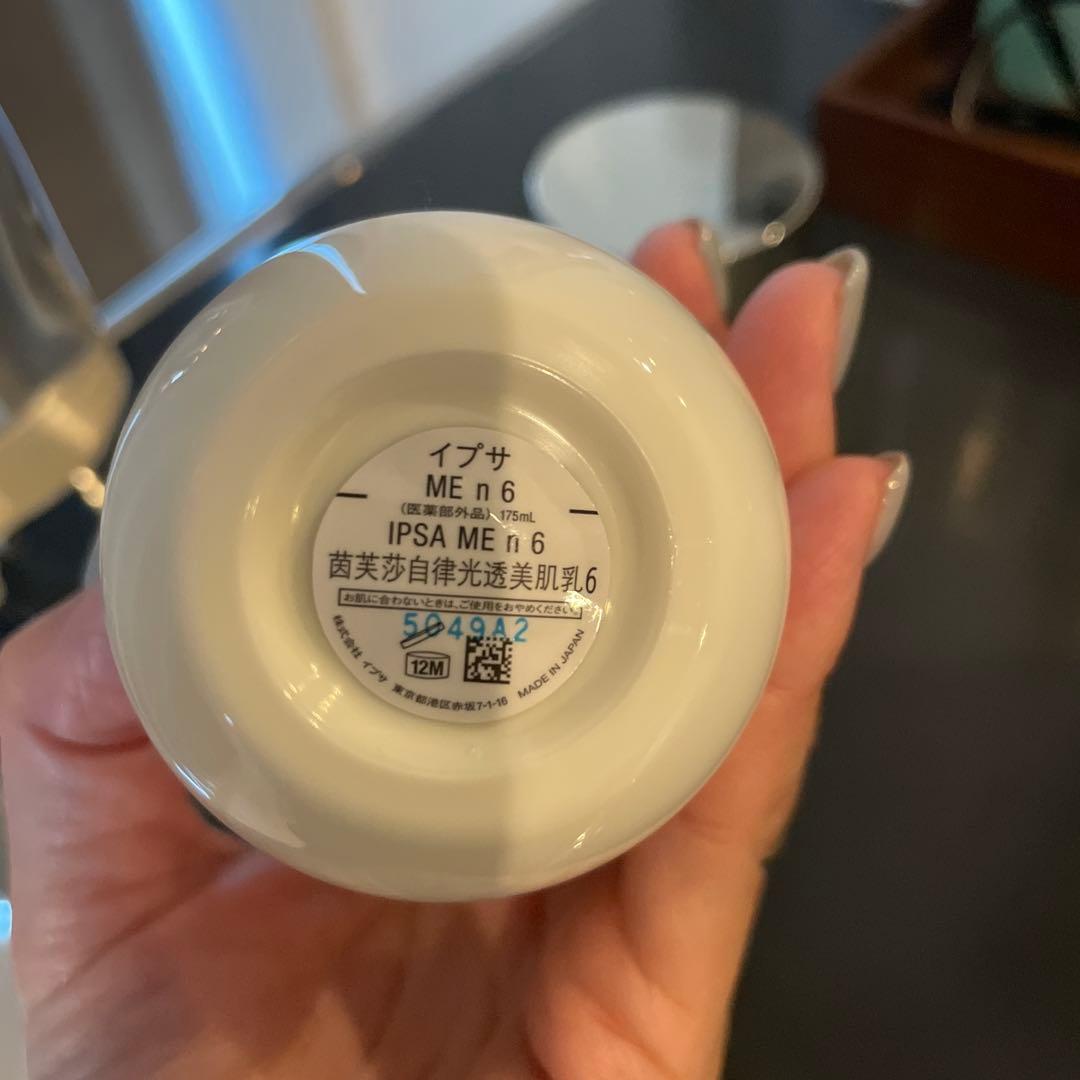 イプサ
ME n 6
（医薬部外品） 175mL
IPSA ME n 6
茵芙莎自律光透美肌乳6
お肌に合わないときは、ご使用をおやめください。
5049A2
12M
株式会社 イプサ 東京都港区赤坂7-1-16 MADE IN JAPAN